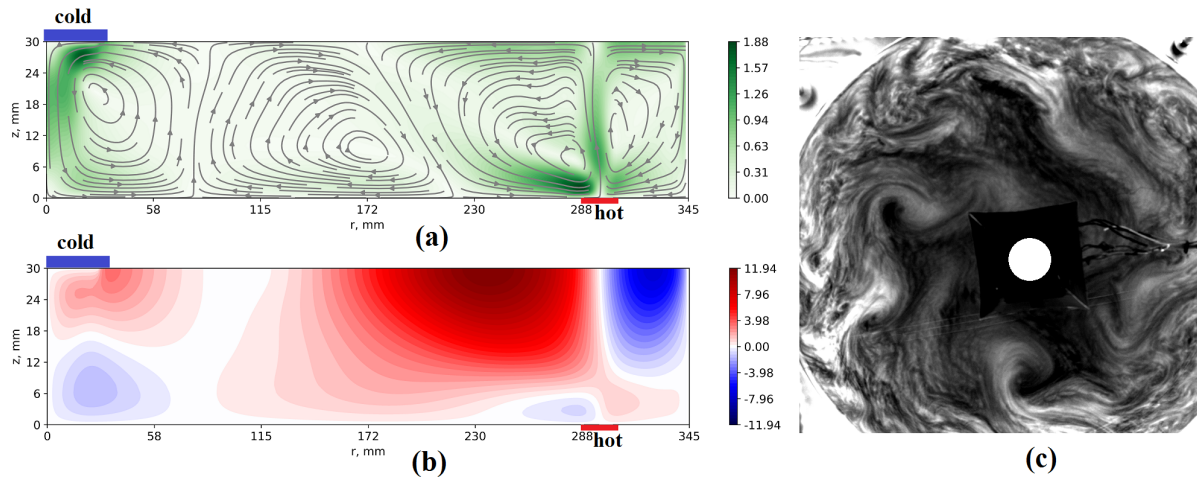 cold
30
24
18
12
6
0
z, mm
0 58 115 172 230 288 345
r, mm
hot
1.88
1.57
1.26
0.94
0.63
0.31
0.00
(a)
cold
30
24
18
12
6
0
z, mm
0 58 115 172 230 288 345
r, mm
hot
11.94
7.96
3.98
0.00
-3.98
-7.96
-11.94
(b)
(c)